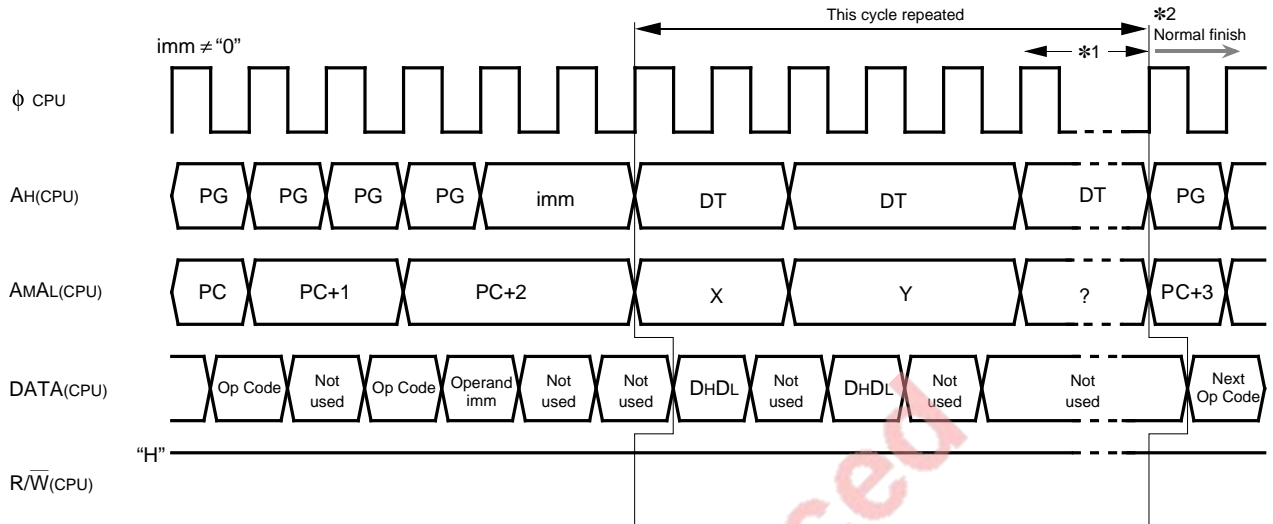 This cycle repeated
✽2
Normal finish
imm ≠ “0”
✽1
ϕ CPU
AH(CPU) PG PG PG PG imm DT DT DT PG
AMAL(CPU) PC PC+1 PC+2 X Y ? PC+3
DATA(CPU) Op Code Not used Op Code Operand imm Not used Not used DHDL Not used DHDL Not used Not used Next Op Code
“H”
R/W̅(CPU)